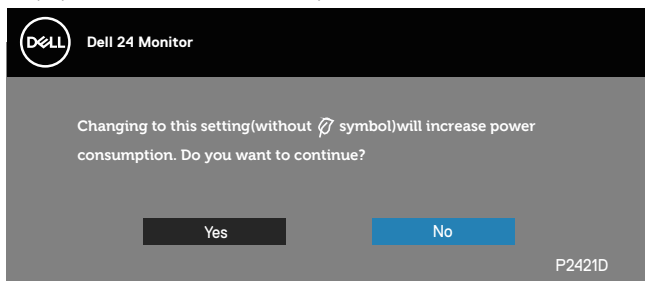 DELL
Dell 24 Monitor
Changing to this setting(without symbol)will increase power
consumption. Do you want to continue?
Yes
No
P2421D